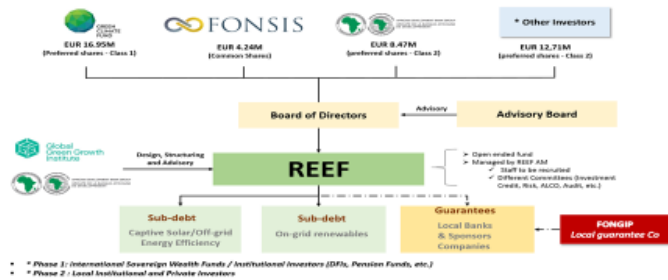 GREEN
CLIMATE
FUND
FONSIS
* Other Investors
EUR 16.95M
(Preferred shares - Class 1)
EUR 4.24M
(Common Shares)
EUR 8.47M
(preferred shares- Class 2)
EUR 12,71M
(preferred shares - Class 2)
Board of Directors
Advisory
Advisory Board
Global
Green Growth
Institute
Design, Structuring
and Advisory
REEF
Open ended fund
Managed by REEF AM
Staff to be recruited
Different Committees (Investment
Credit, Risk, ALCO, Audit, etc.)
Sub-debt
Captive Solar/Off-grid
Energy Efficiency
Sub-debt
On-grid renewables
Guarantees
Local Banks
& Sponsors
Companies
FONGIP
Local guarantee Co
* Phase 1: International Sovereign Wealth Funds / Institutional Investors (DFIs, Pension Funds, etc.)
* Phase 2 : Local Institutional and Private Investors